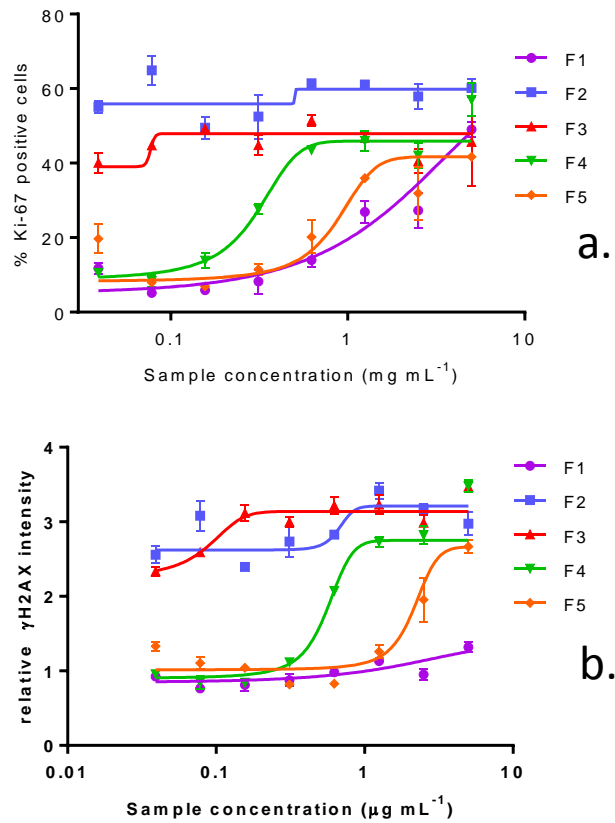 % Ki-67 positive cells
80
60
40
20
0
0.1
1
10
Sample concentration (mg mL-1)
F1
F2
F3
F4
F5
a.
relative γH2AX intensity
4
3
2
1
0
0.01
0.1
1
10
Sample concentration (μg mL-1)
F1
F2
F3
F4
F5
b.